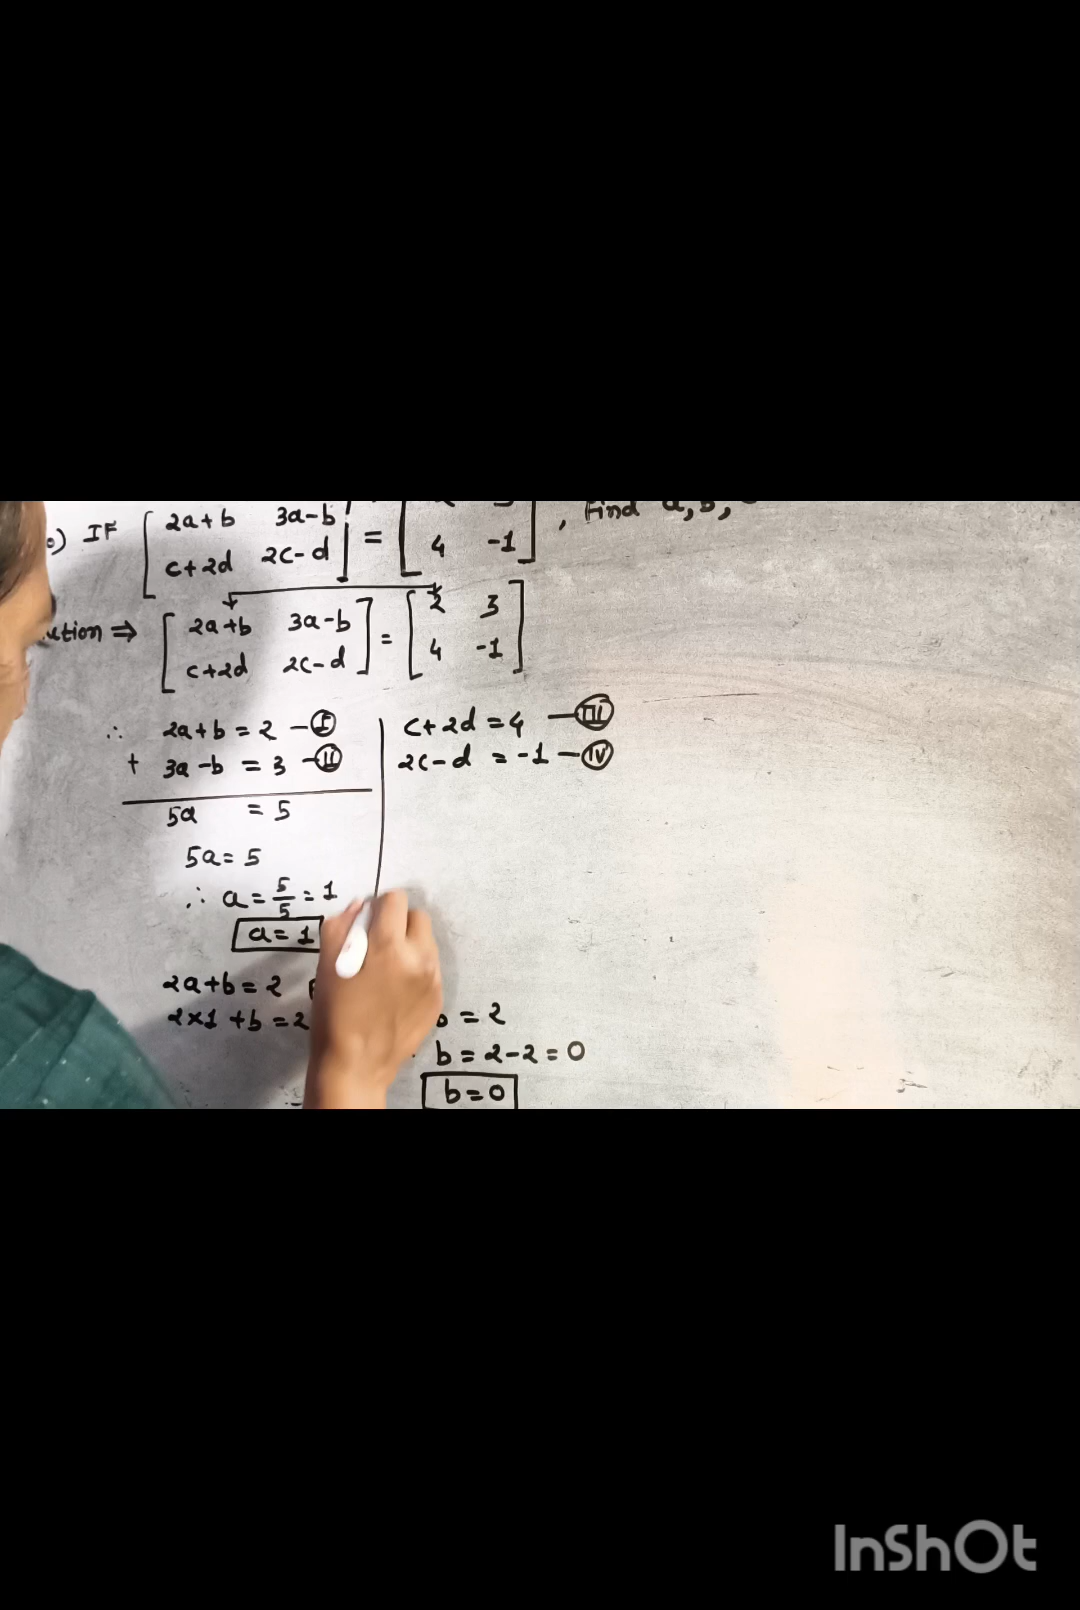 IF [ 2a+b 3a-b
c+2d 2c-d ] = [
4 -1 ] , Find a, b,
ution ⇒ [ 2a+b 3a-b
c+2d 2c-d ] = [ 2 3
4 -1 ]
∴ 2a+b = 2 — I
+ 3a-b = 3 — II
5a = 5
5a = 5
∴ a = 5/5 = 1
a = 1
2a+b = 2
2×1 +b = 2
c+2d = 4 — III
2c-d = -1 — IV
= 2
b = 2-2 = 0
b = 0
InShOt